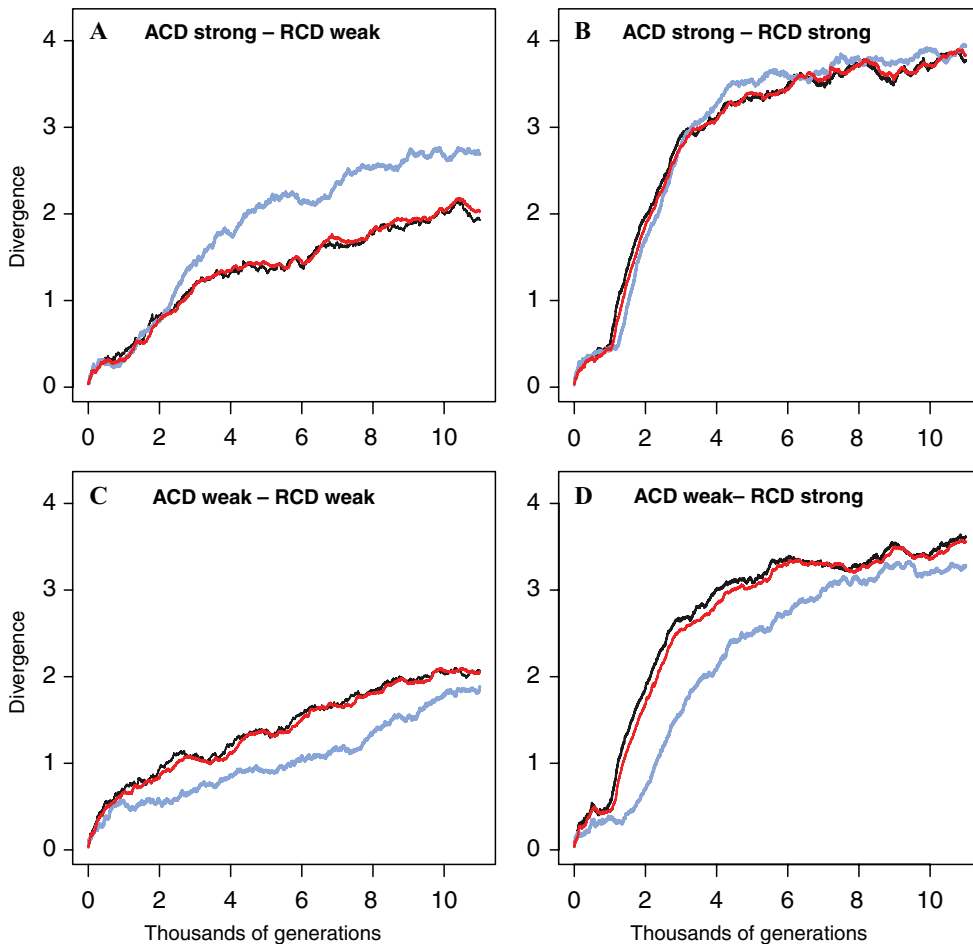 A ACD strong – RCD weak
4
3
2
1
0
Divergence
0 2 4 6 8 10
B ACD strong – RCD strong
4
3
2
1
0
0 2 4 6 8 10
C ACD weak – RCD weak
4
3
2
1
0
Divergence
0 2 4 6 8 10
Thousands of generations
D ACD weak– RCD strong
4
3
2
1
0
0 2 4 6 8 10
Thousands of generations